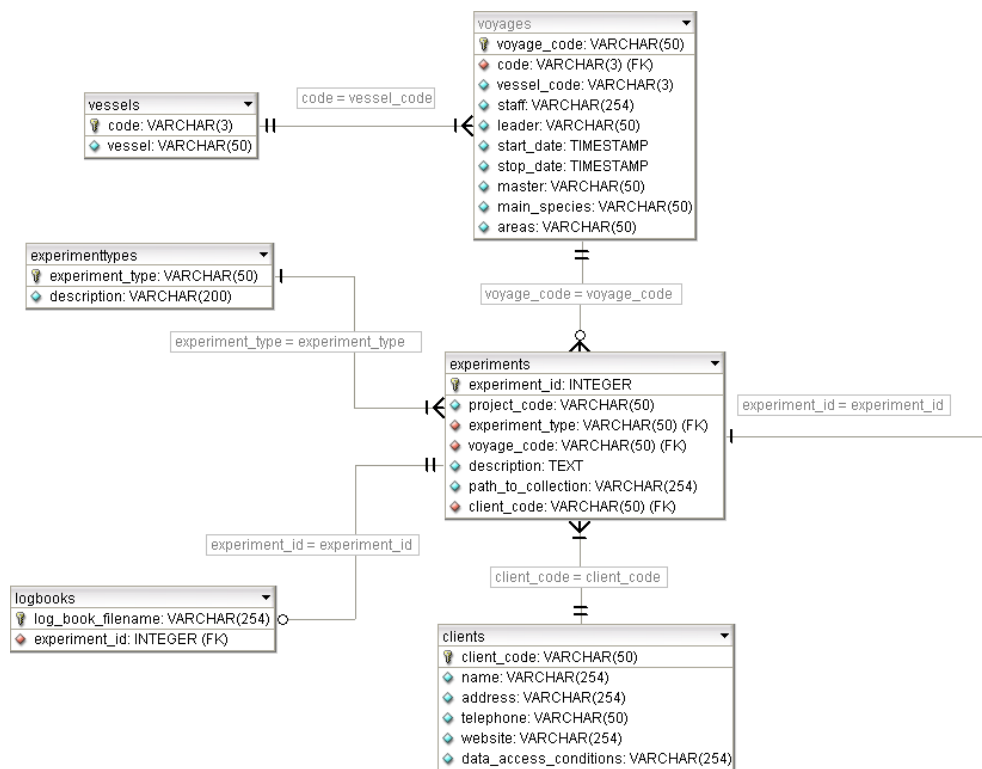 voyages
voyage_code: VARCHAR(50)
code: VARCHAR(3) (FK)
vessel_code: VARCHAR(3)
staff: VARCHAR(254)
leader: VARCHAR(50)
start_date: TIMESTAMP
stop_date: TIMESTAMP
master: VARCHAR(50)
main_species: VARCHAR(50)
areas: VARCHAR(50)
code = vessel_code
vessels
code: VARCHAR(3)
vessel: VARCHAR(50)
experimenttypes
experiment_type: VARCHAR(50)
description: VARCHAR(200)
voyage_code = voyage_code
experiment_type = experiment_type
experiments
experiment_id: INTEGER
project_code: VARCHAR(50)
experiment_type: VARCHAR(50) (FK)
voyage_code: VARCHAR(50) (FK)
description: TEXT
path_to_collection: VARCHAR(254)
client_code: VARCHAR(50) (FK)
experiment_id = experiment_id
experiment_id = experiment_id
client_code = client_code
logbooks
log_book_filename: VARCHAR(254)
experiment_id: INTEGER (FK)
clients
client_code: VARCHAR(50)
name: VARCHAR(254)
address: VARCHAR(254)
telephone: VARCHAR(50)
website: VARCHAR(254)
data_access_conditions: VARCHAR(254)